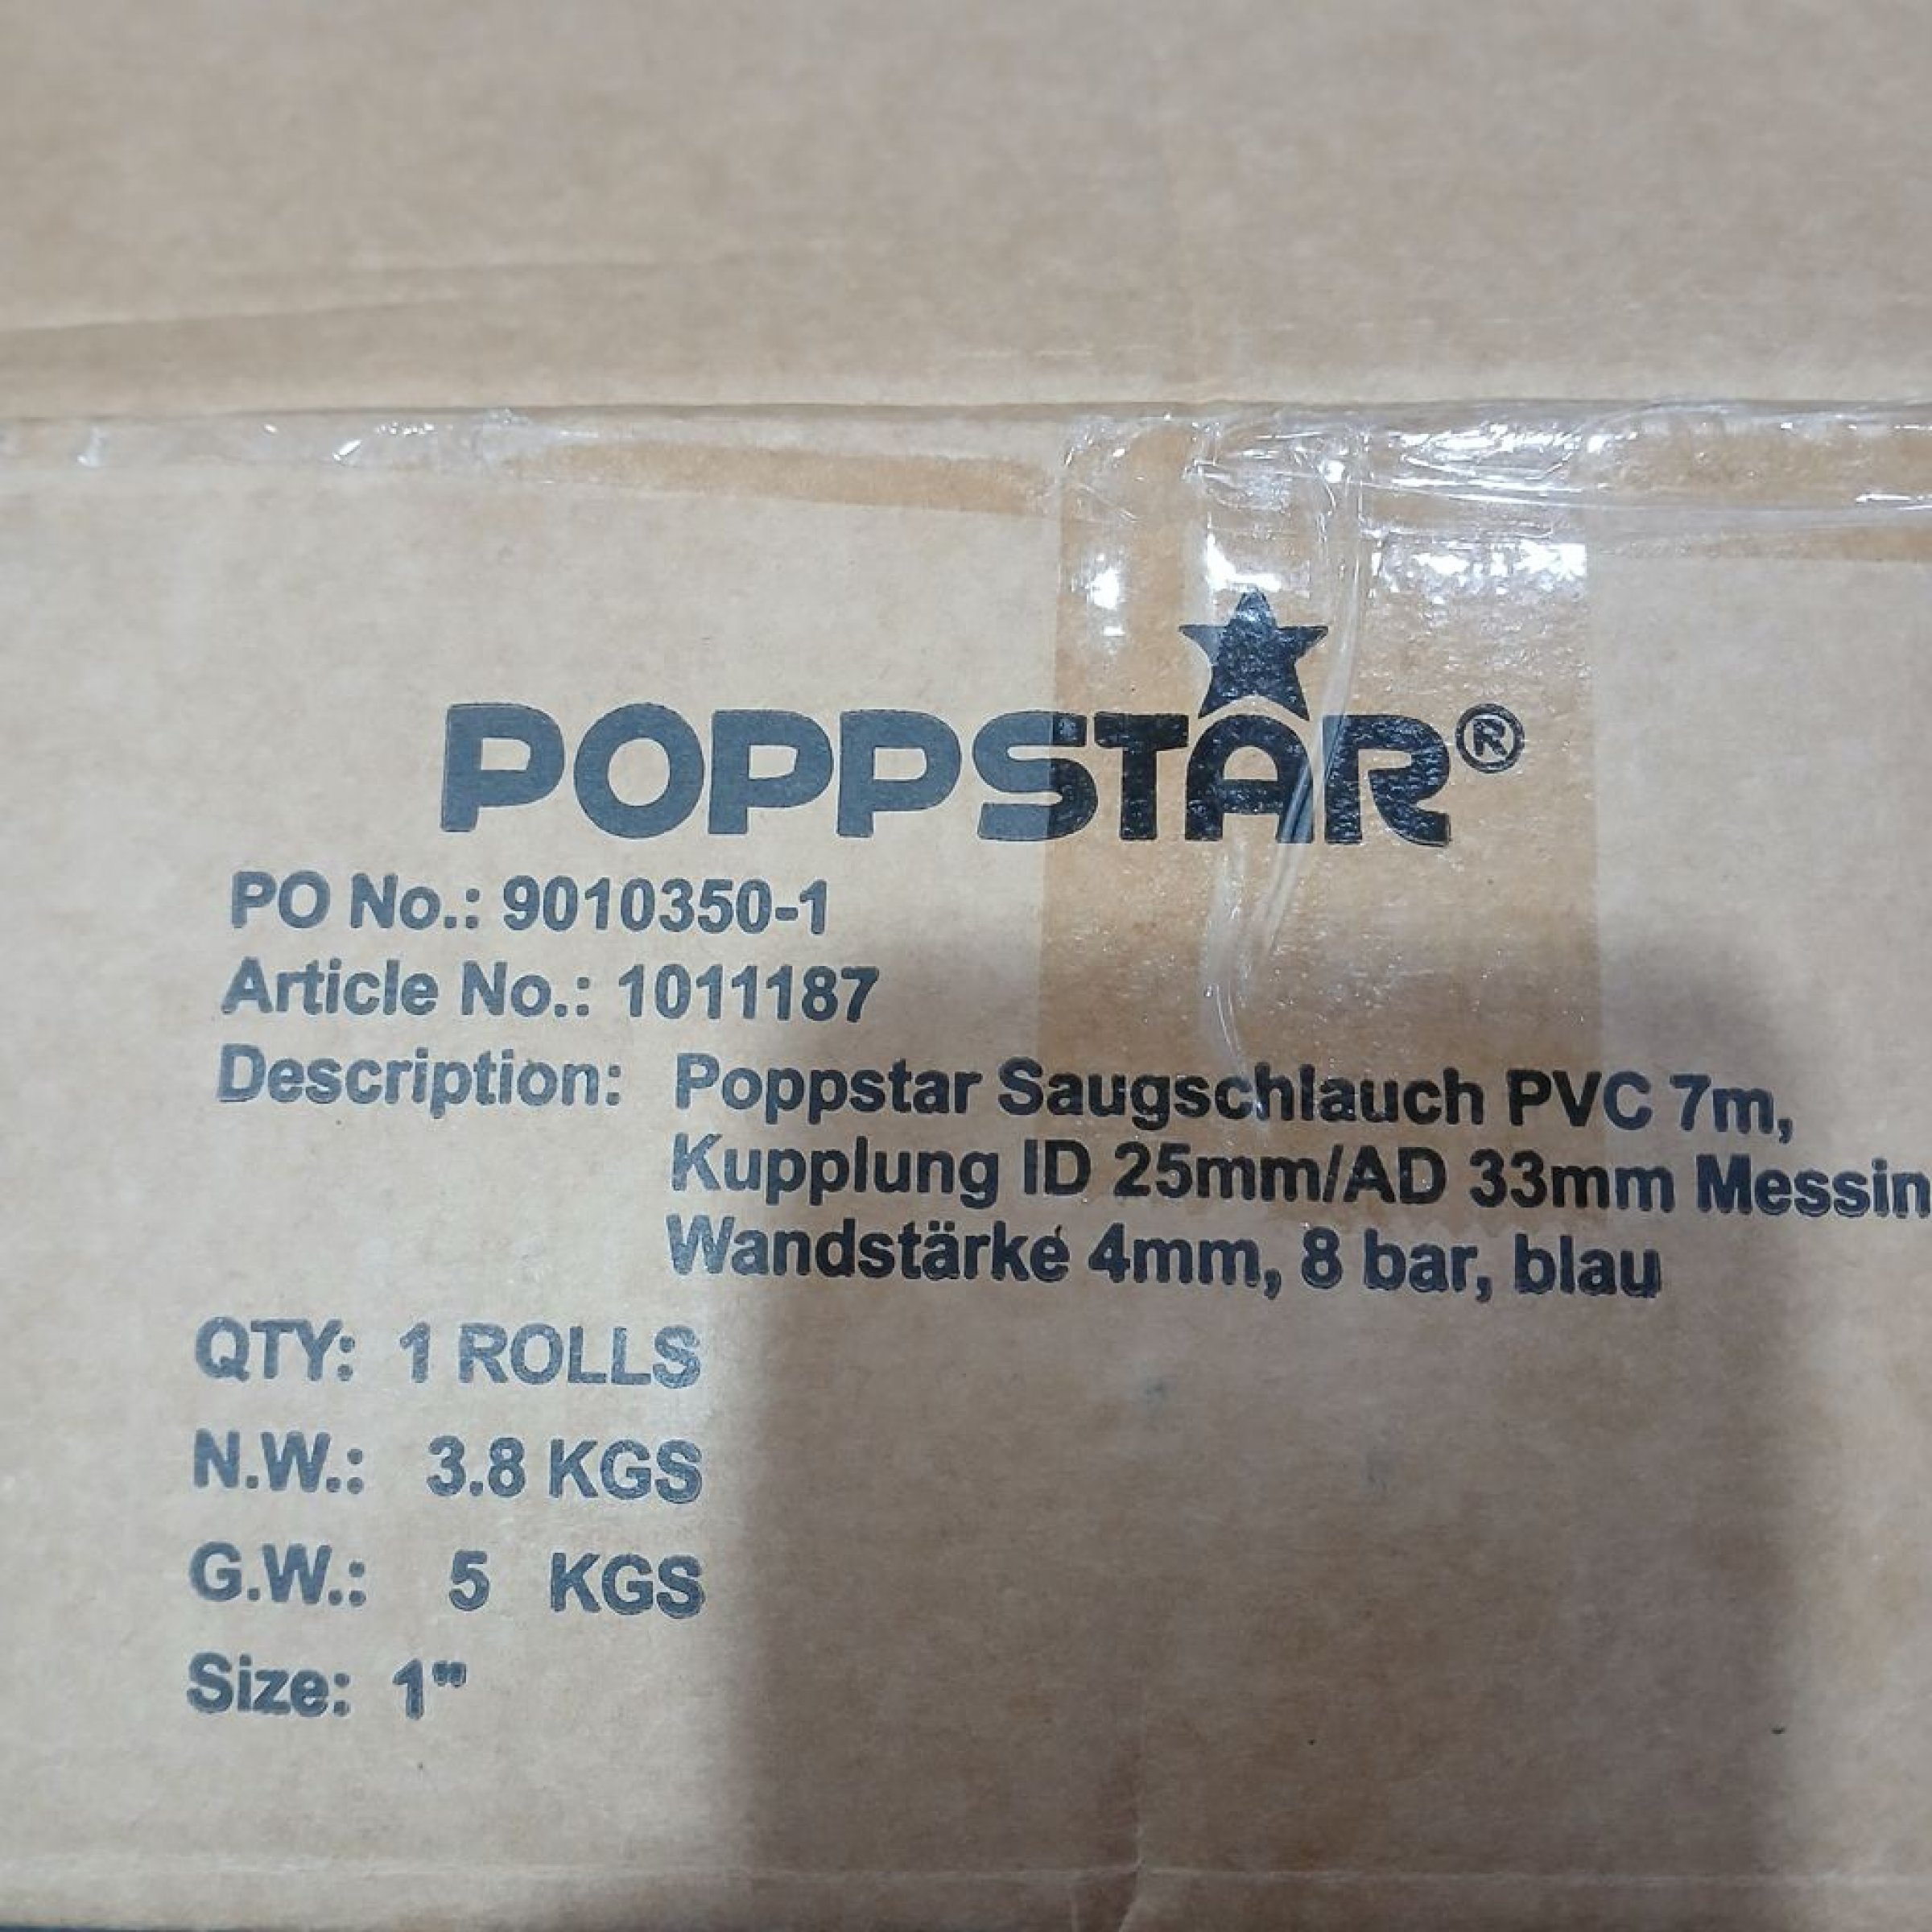 POPPSTAR®
PO No.: 9010350-1
Article No.: 1011187
Description: Poppstar Saugschlauch PVC 7m,
Kupplung ID 25mm/AD 33mm Messin
Wandstärke 4mm, 8 bar, blau
QTY: 1 ROLLS
N.W.: 3.8 KGS
G.W.: 5 KGS
Size: 1"